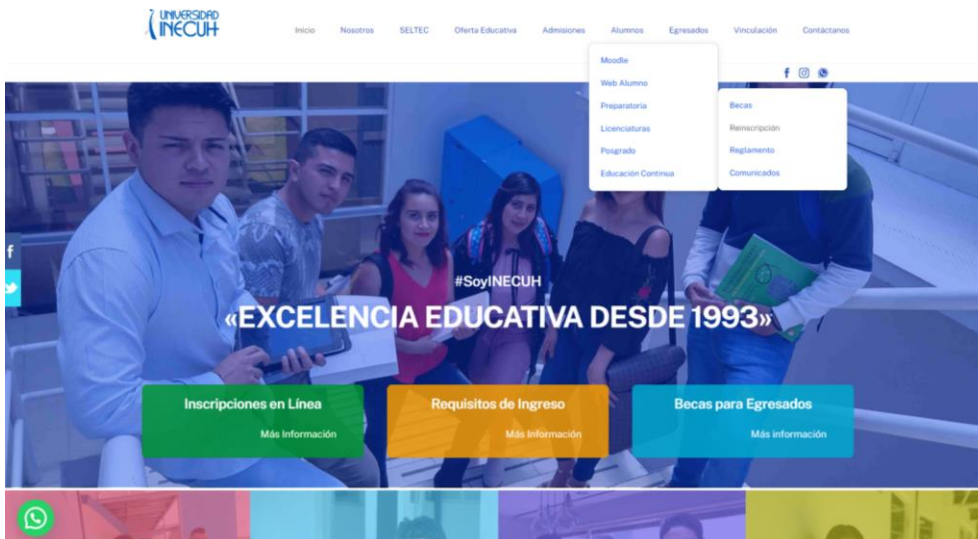 UNIVERSIDAD
INECUH
Inicio Nosotros SELTEC Oferta Educativa Admisiones Alumnos Egresados Vinculación Contáctanos
Moodle
Web Alumno
Preparatoria
Licenciaturas
Posgrado
Educación Continua
Becas
Reinscripción
Reglamento
Comunicados
#SoyINECUH
«EXCELENCIA EDUCATIVA DESDE 1993»
Inscripciones en Línea
Más Información
Requisitos de Ingreso
Más Información
Becas para Egresados
Más información